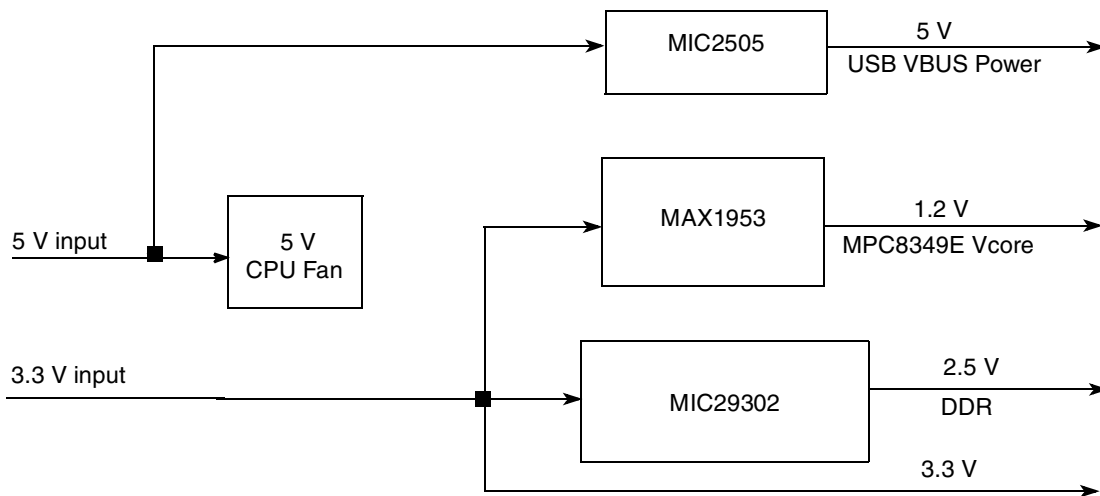 MIC2505
5 V
USB VBUS Power
MAX1953
1.2 V
MPC8349E Vcore
5 V input
5 V
CPU Fan
3.3 V input
MIC29302
2.5 V
DDR
3.3 V